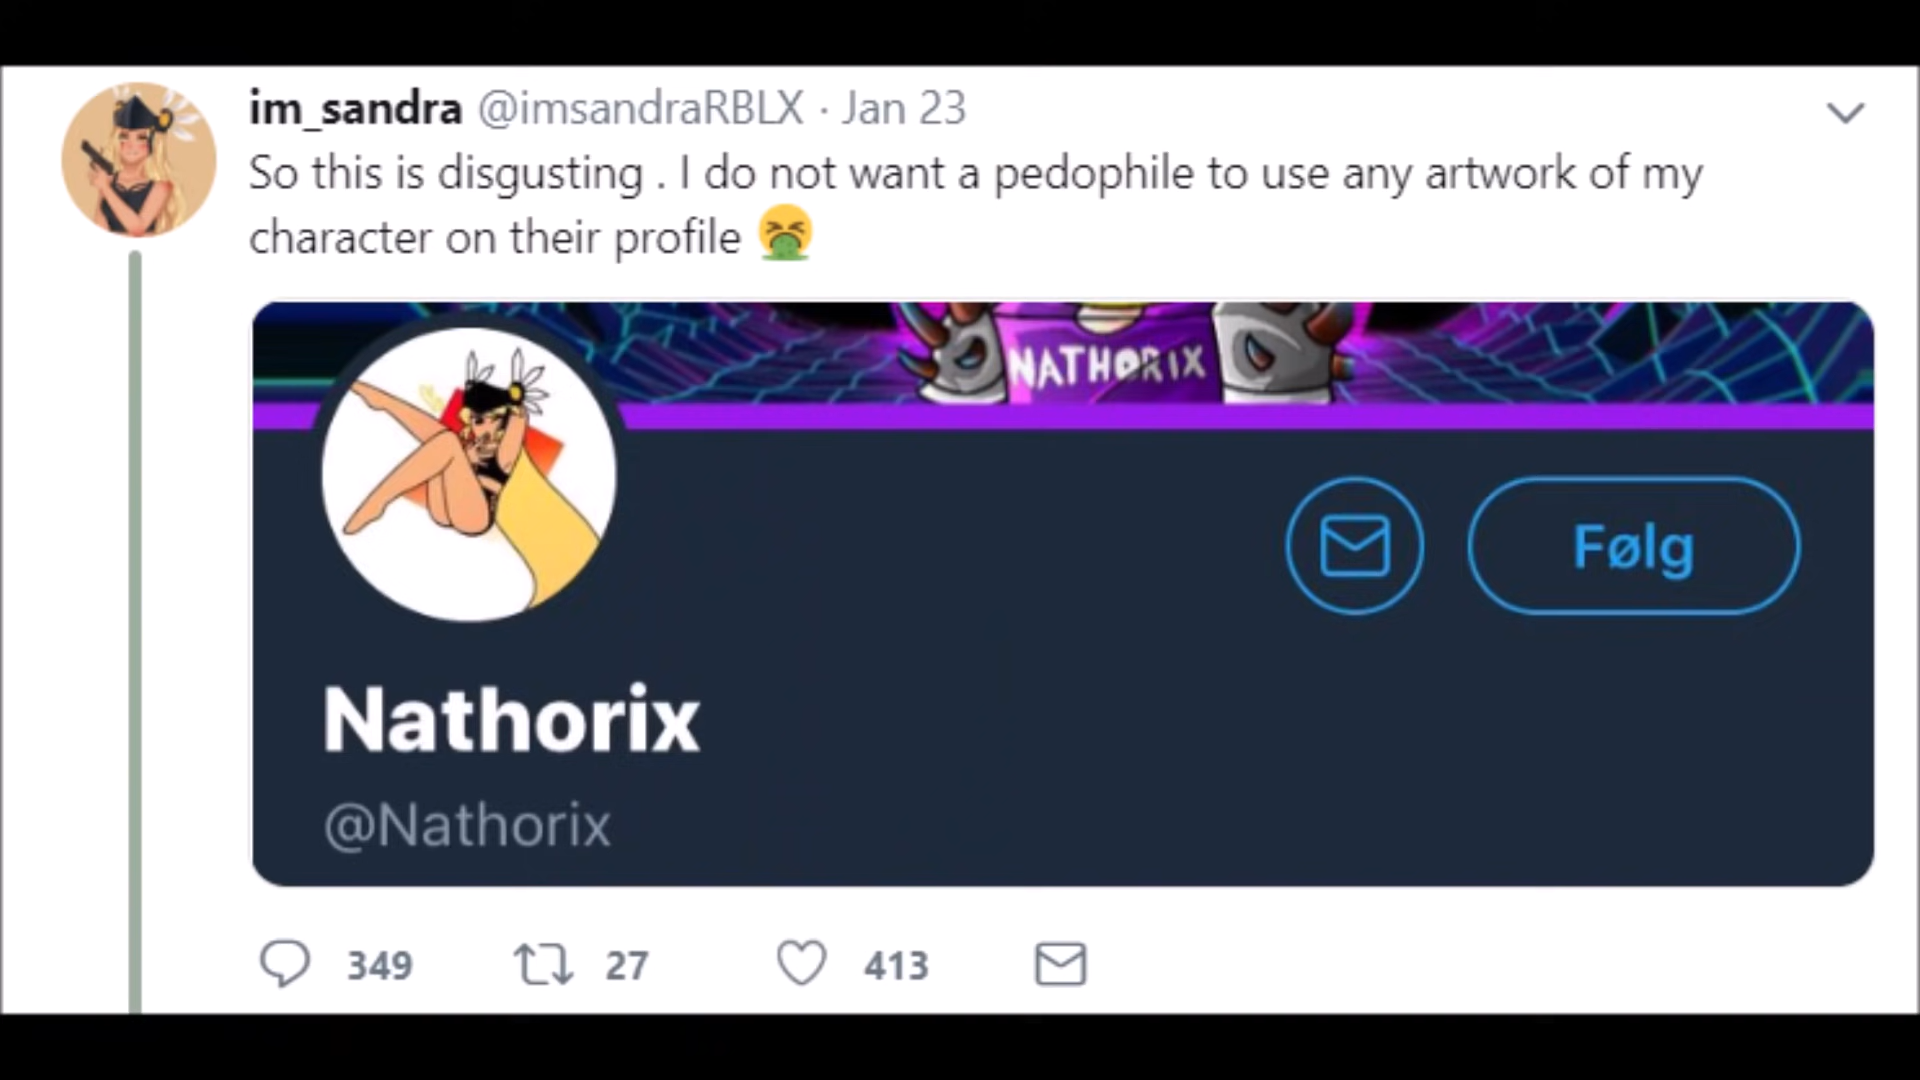 im_sandra @imsandraRBLX · Jan 23
So this is disgusting . I do not want a pedophile to use any artwork of my
character on their profile 🤮
NATHORIX
Følg
Nathorix
@Nathorix
349 27 413